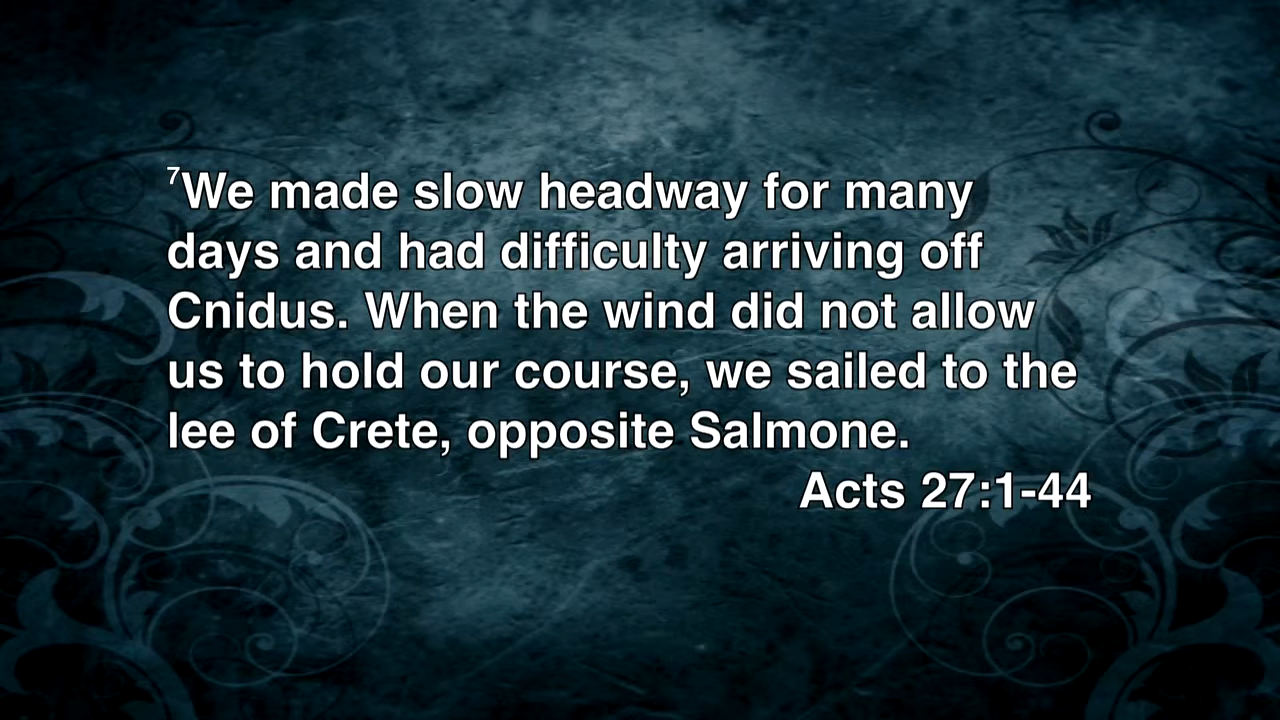 ⁷We made slow headway for many
days and had difficulty arriving off
Cnidus. When the wind did not allow
us to hold our course, we sailed to the
lee of Crete, opposite Salmone.
Acts 27:1-44